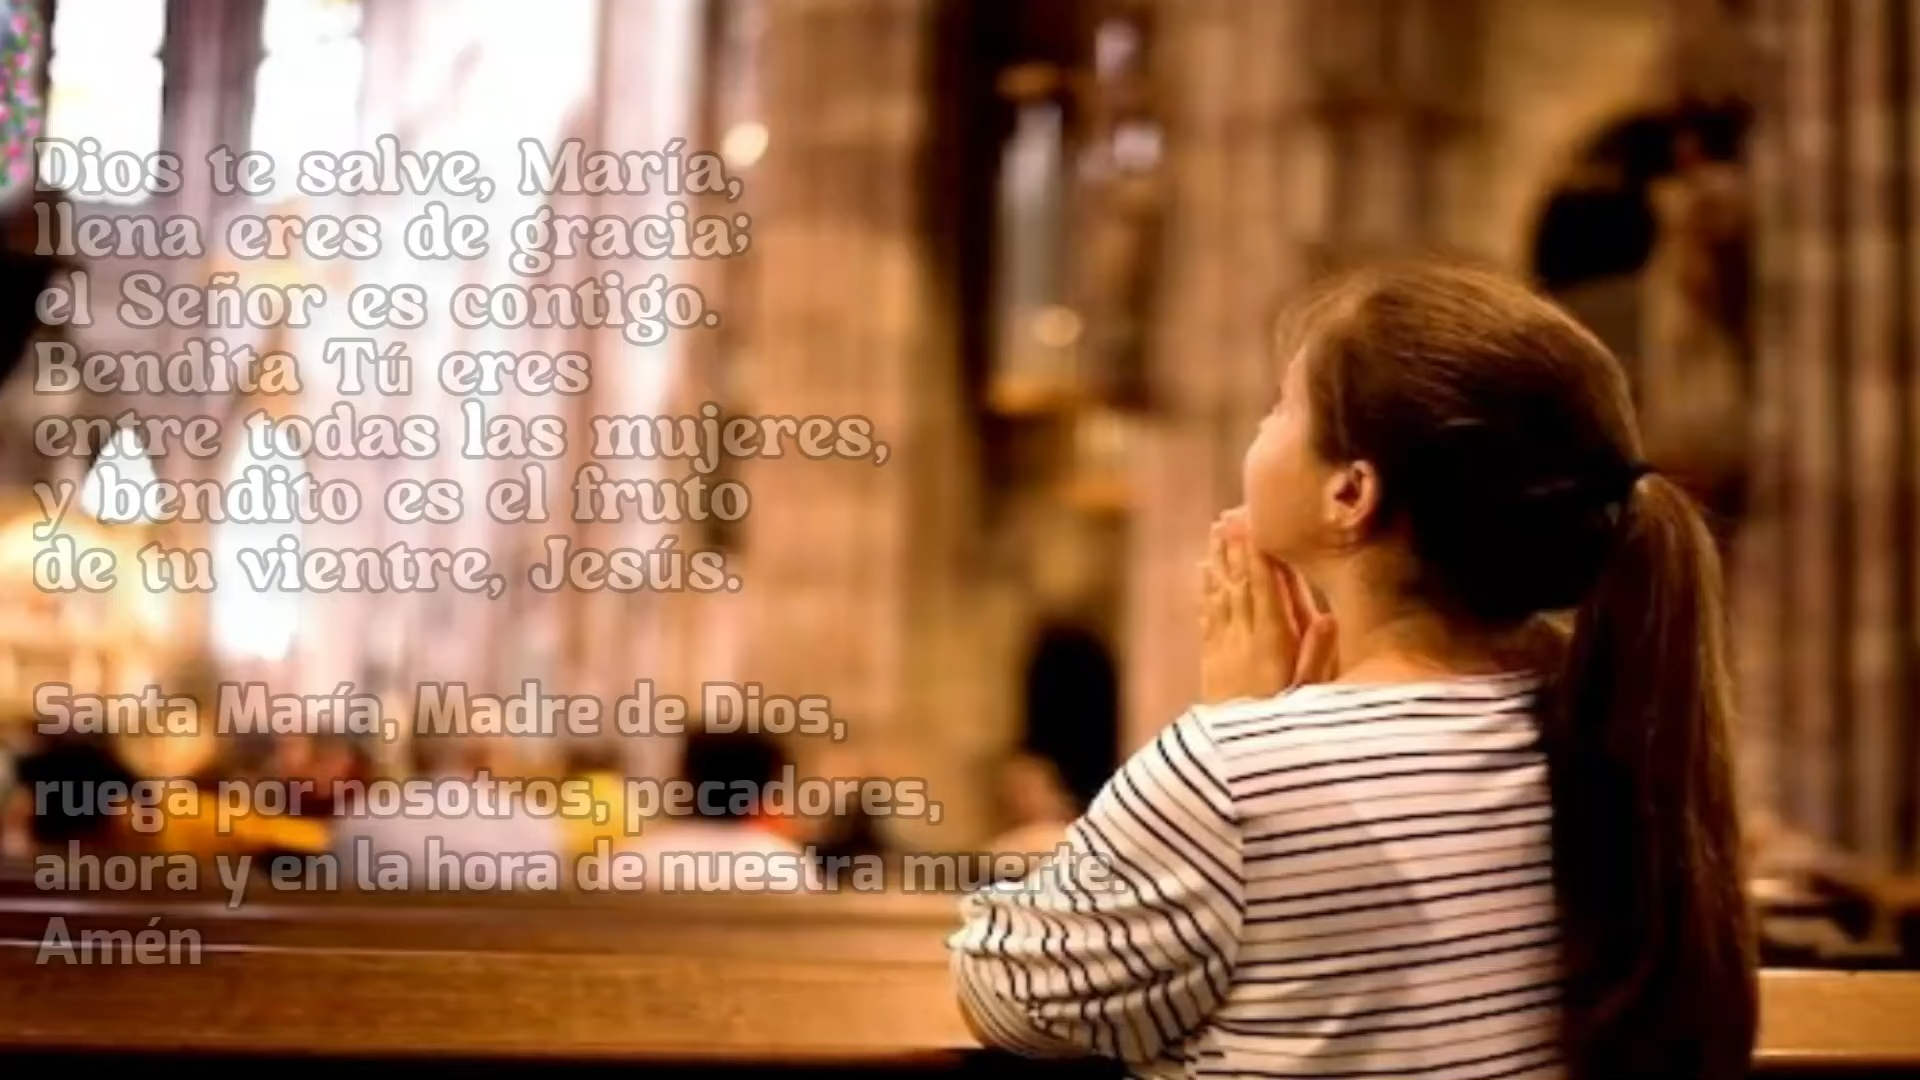 Dios te salve, María,
llena eres de gracia;
el Señor es contigo.
Bendita Tú eres
entre todas las mujeres,
y bendito es el fruto
de tu vientre, Jesús.
Santa María, Madre de Dios,
ruega por nosotros, pecadores,
ahora y en la hora de nuestra muerte.
Amén